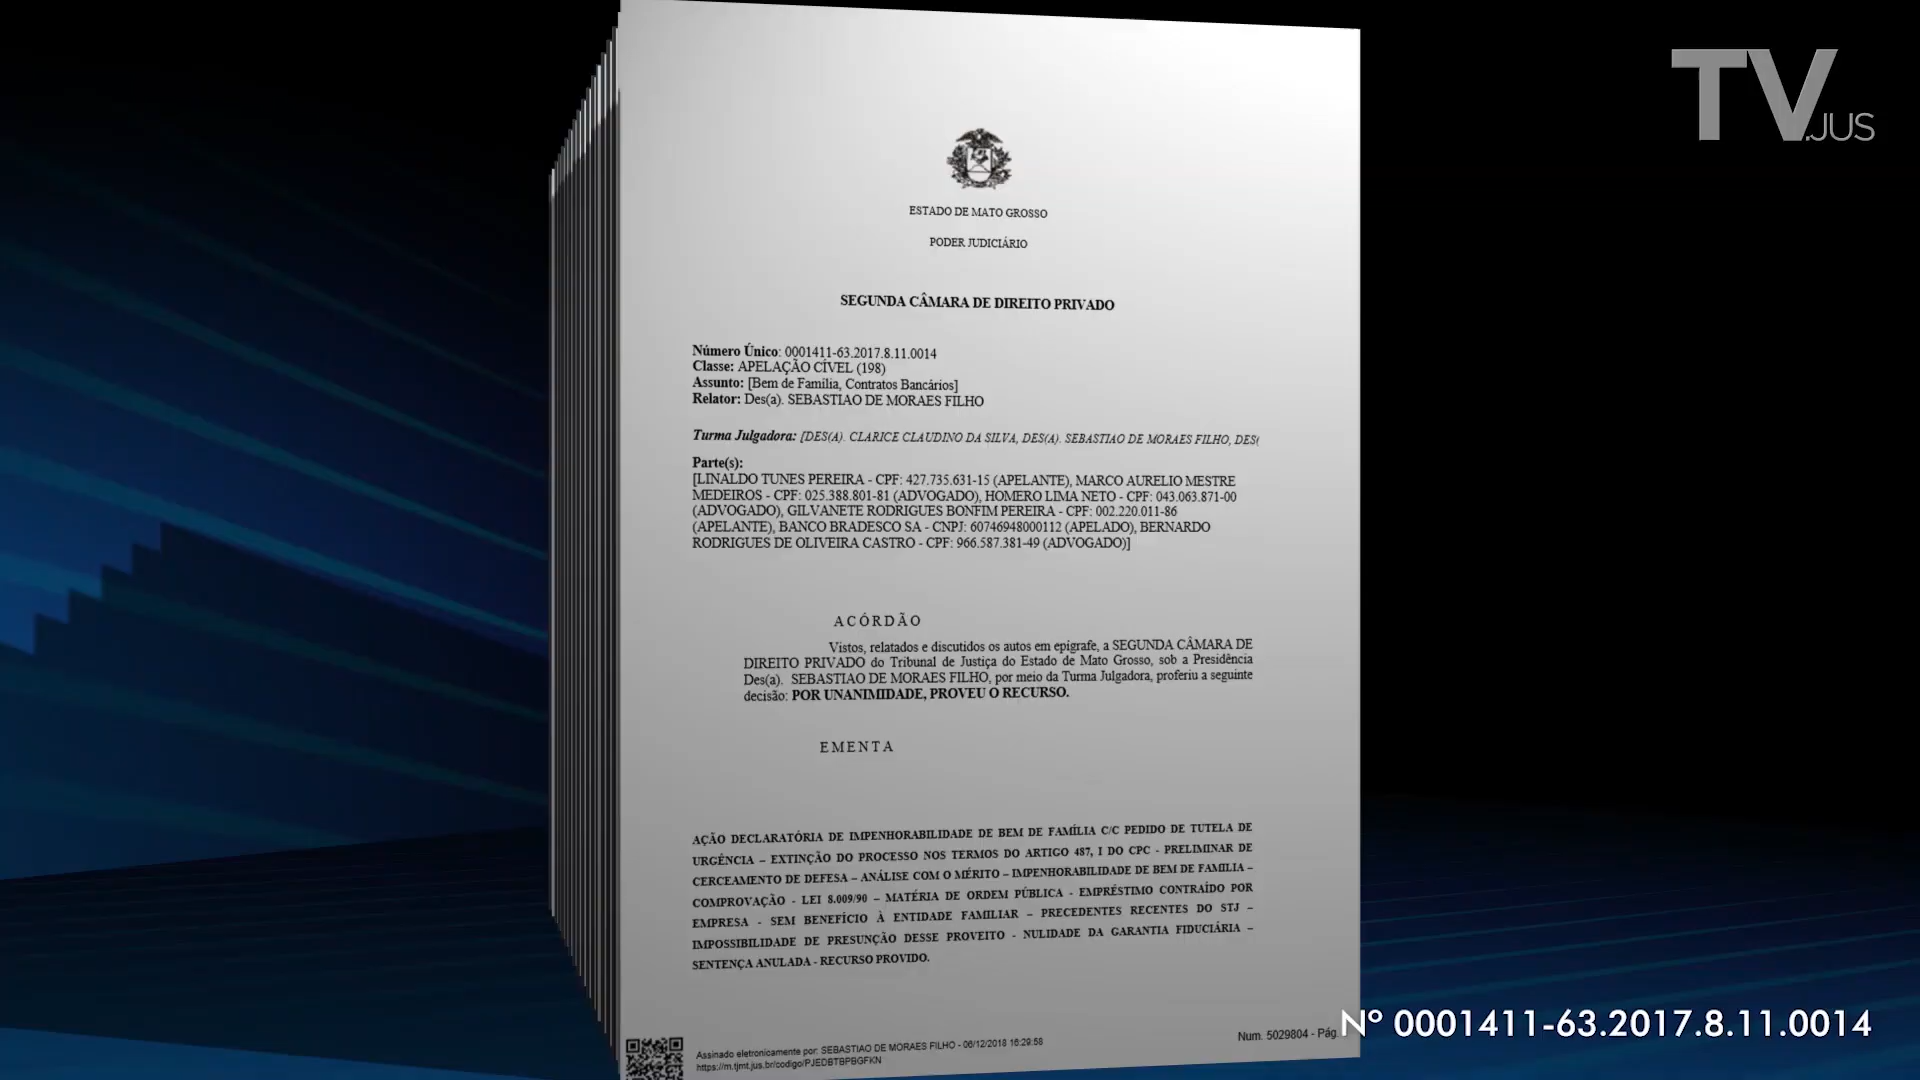 TV.JUS
ESTADO DE MATO GROSSO
PODER JUDICIÁRIO
SEGUNDA CÂMARA DE DIREITO PRIVADO
Número Único: 0001411-63.2017.8.11.0014
Classe: APELAÇÃO CÍVEL (198)
Assunto: [Bem de Família, Contratos Bancários]
Relator: Des(a). SEBASTIAO DE MORAES FILHO
Turma Julgadora: [DES(A). CLARICE CLAUDINO DA SILVA, DES(A). SEBASTIAO DE MORAES FILHO, DES(
Parte(s):
[LINALDO TUNES PEREIRA - CPF: 427.735.631-15 (APELANTE), MARCO AURELIO MESTRE
MEDEIROS - CPF: 025.388.801-81 (ADVOGADO), HOMERO LIMA NETO - CPF: 043.063.871-00
(ADVOGADO), GILVANETE RODRIGUES BONFIM PEREIRA - CPF: 002.220.011-86
(APELANTE), BANCO BRADESCO SA - CNPJ: 60746948000112 (APELADO), BERNARDO
RODRIGUES DE OLIVEIRA CASTRO - CPF: 966.587.381-49 (ADVOGADO)]
A C Ó R D Ã O
Vistos, relatados e discutidos os autos em epígrafe, a SEGUNDA CÂMARA DE
DIREITO PRIVADO do Tribunal de Justiça do Estado de Mato Grosso, sob a Presidência
Des(a). SEBASTIAO DE MORAES FILHO, por meio da Turma Julgadora, proferiu a seguinte
decisão: POR UNANIMIDADE, PROVEU O RECURSO.
E M E N T A
AÇÃO DECLARATÓRIA DE IMPENHORABILIDADE DE BEM DE FAMÍLIA C/C PEDIDO DE TUTELA DE
URGÊNCIA – EXTINÇÃO DO PROCESSO NOS TERMOS DO ARTIGO 487, I DO CPC - PRELIMINAR DE
CERCEAMENTO DE DEFESA – ANÁLISE COM O MÉRITO – IMPENHORABILIDADE DE BEM DE FAMILIA –
COMPROVAÇÃO - LEI 8.009/90 – MATÉRIA DE ORDEM PÚBLICA - EMPRÉSTIMO CONTRAÍDO POR
EMPRESA - SEM BENEFÍCIO À ENTIDADE FAMILIAR – PRECEDENTES RECENTES DO STJ –
IMPOSSIBILIDADE DE PRESUNÇÃO DESSE PROVEITO - NULIDADE DA GARANTIA FIDUCIÁRIA –
SENTENÇA ANULADA - RECURSO PROVIDO.
Assinado eletronicamente por: SEBASTIAO DE MORAES FILHO - 06/12/2018 16:29:58
https://m.tjmt.jus.br/codigo/PJEDBTBPBGFKN
Num. 5029804 - Pág.
Nº 0001411-63.2017.8.11.0014